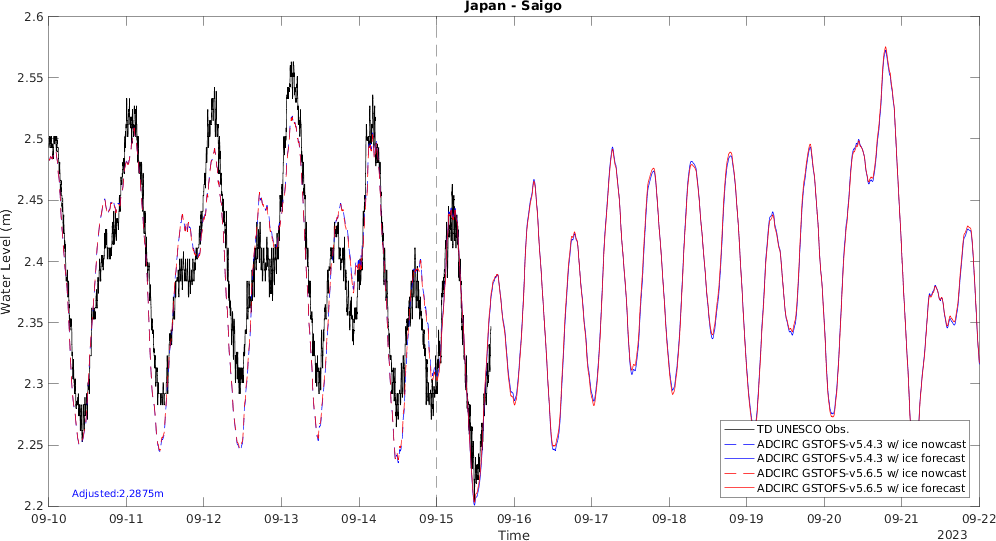 Japan - Saigo
2.6
2.55
2.5
2.45
2.4
2.35
2.3
2.25
2.2
Water Level (m)
Adjusted:2.2875m
TD UNESCO Obs.
ADCIRC GSTOFS-v5.4.3 w/ ice nowcast
ADCIRC GSTOFS-v5.4.3 w/ ice forecast
ADCIRC GSTOFS-v5.6.5 w/ ice nowcast
ADCIRC GSTOFS-v5.6.5 w/ ice forecast
09-10 09-11 09-12 09-13 09-14 09-15 09-16 09-17 09-18 09-19 09-20 09-21 09-22
Time
2023